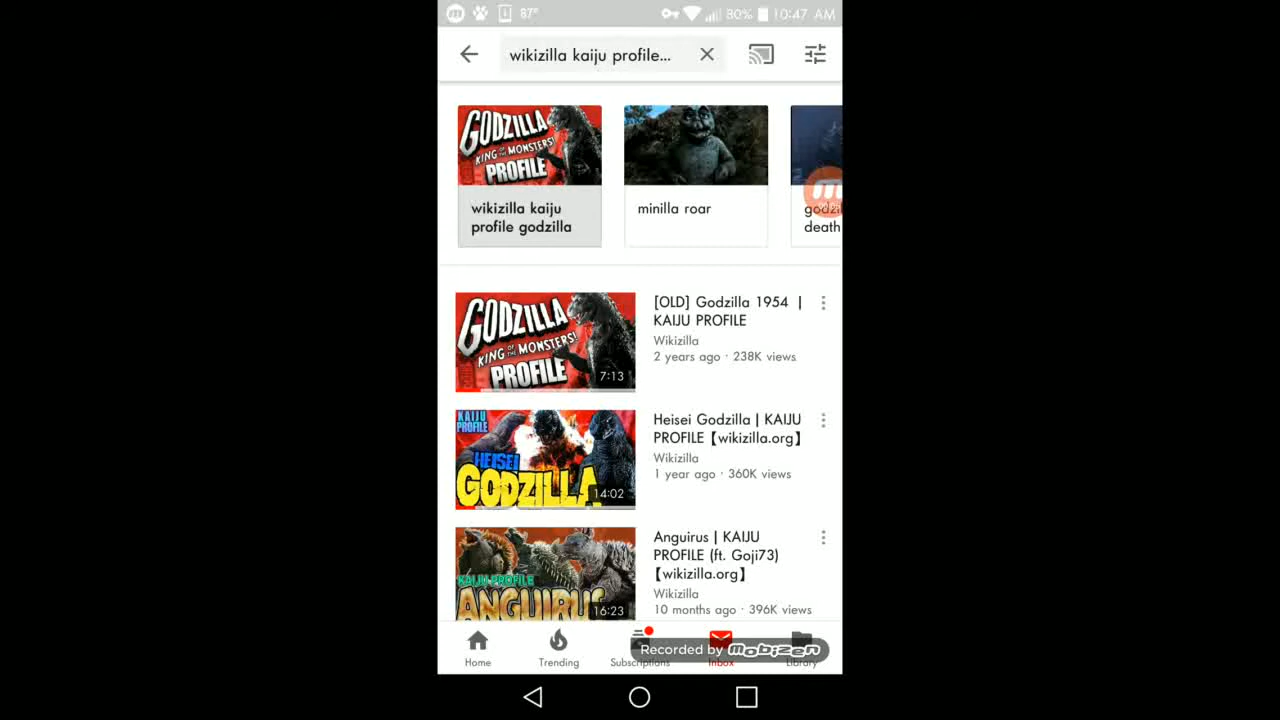 87°
80%
10:47 AM
wikizilla kaiju profile...
GODZILLA
KING OF THE MONSTERS!
PROFILE
wikizilla kaiju
profile godzilla
minilla roar
death
[OLD] Godzilla 1954 |
KAIJU PROFILE
Wikizilla
2 years ago · 238K views
GODZILLA
KING OF THE MONSTERS!
PROFILE
7:13
Heisei Godzilla | KAIJU
PROFILE【wikizilla.org】
Wikizilla
1 year ago · 360K views
KAIJU
PROFILE
HEISEI
GODZILLA
14:02
Anguirus | KAIJU
PROFILE (ft. Goji73)
【wikizilla.org】
Wikizilla
10 months ago · 396K views
KAIJU PROFILE
ANGUIRUS
16:23
Recorded by Mobizen
Home
Trending
Subscriptions
Inbox
Library